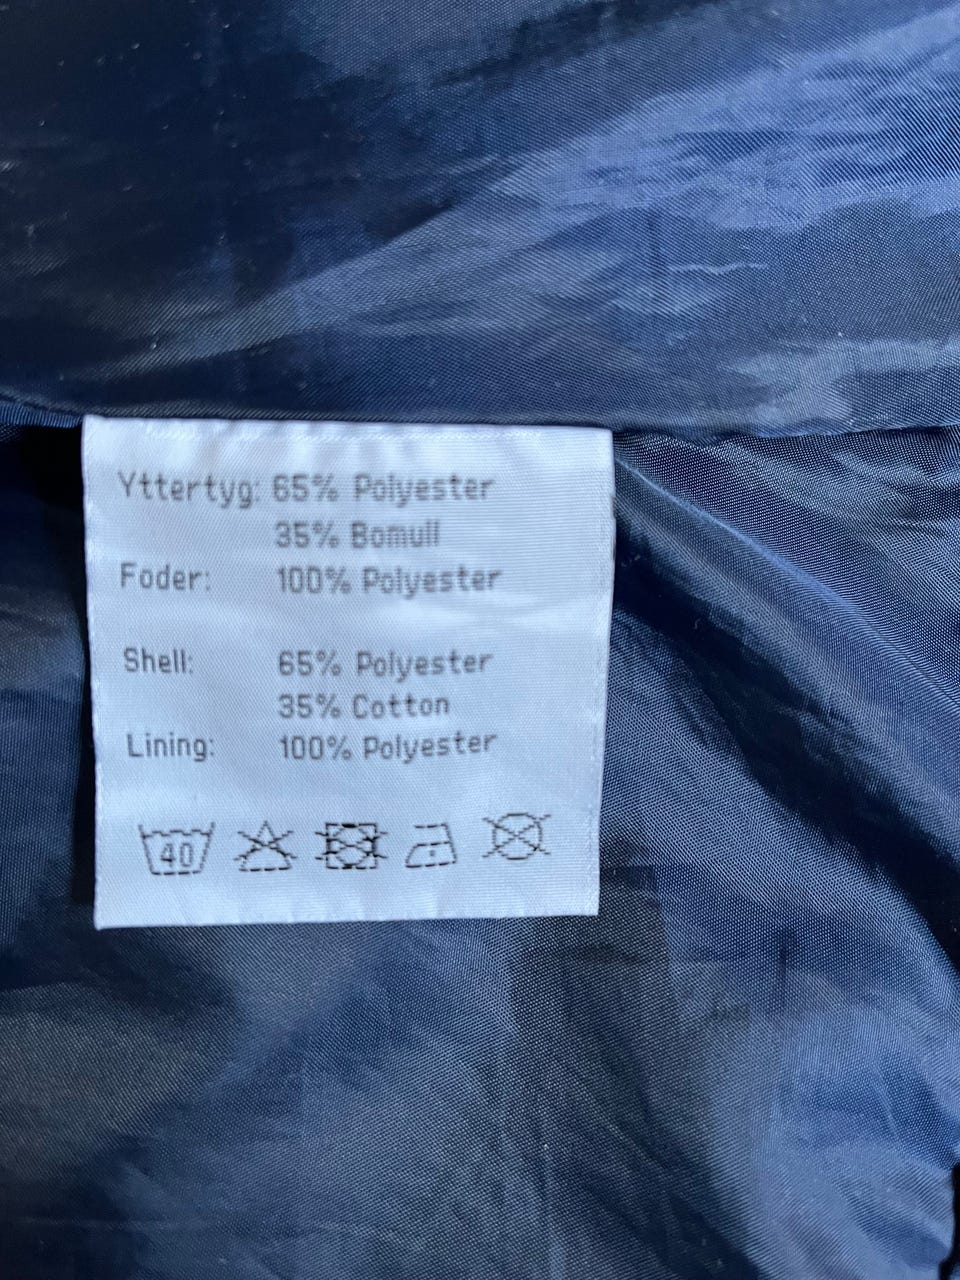 Yttertyg: 65% Polyester
35% Bomull
Foder: 100% Polyester
Shell: 65% Polyester
35% Cotton
Lining: 100% Polyester
40